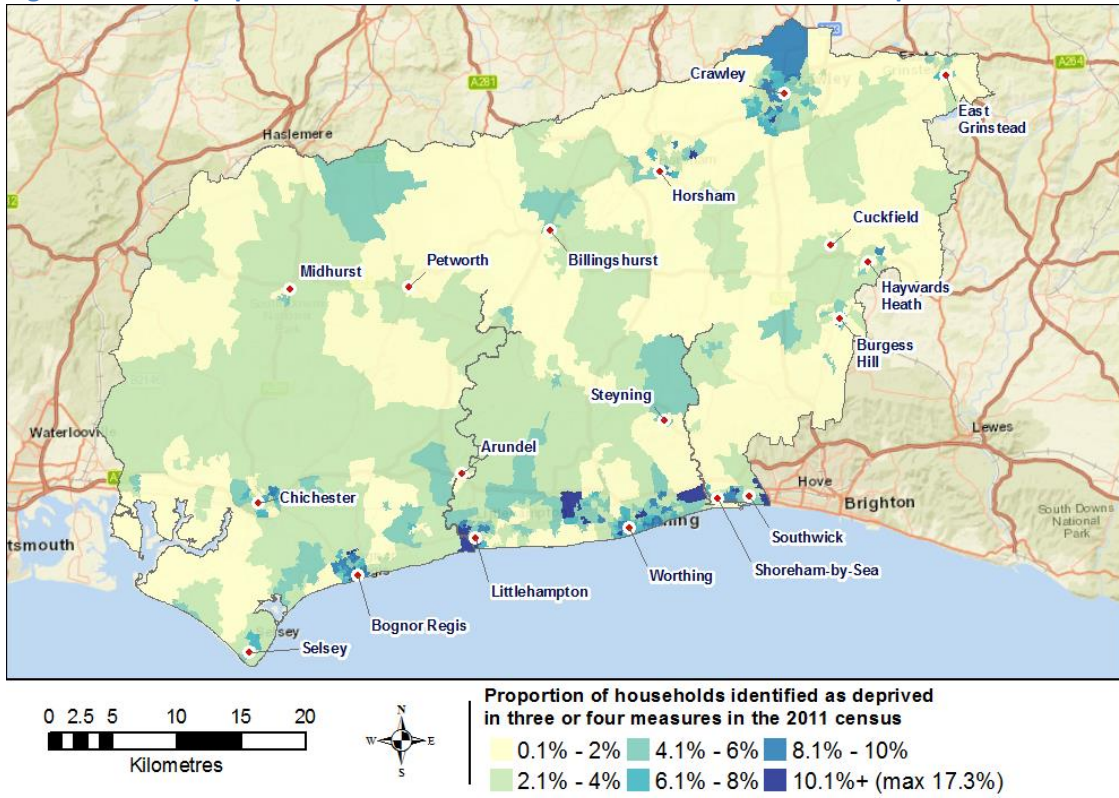 A281
A264
Haslemere
Crawley
East
Grinstead
Horsham
Cuckfield
Billingshurst
Petworth
Midhurst
Haywards
Heath
Burgess
Hill
Steyning
Lewes
Waterlooville
Arundel
Chichester
Hove
Brighton
South Downs
National
Park
tsmouth
Southwick
Shoreham-by-Sea
Worthing
Littlehampton
Bognor Regis
Selsey
0 2.5 5 10 15 20
Kilometres
N
W E
S
Proportion of households identified as deprived
in three or four measures in the 2011 census
0.1% - 2% 4.1% - 6% 8.1% - 10%
2.1% - 4% 6.1% - 8% 10.1%+ (max 17.3%)